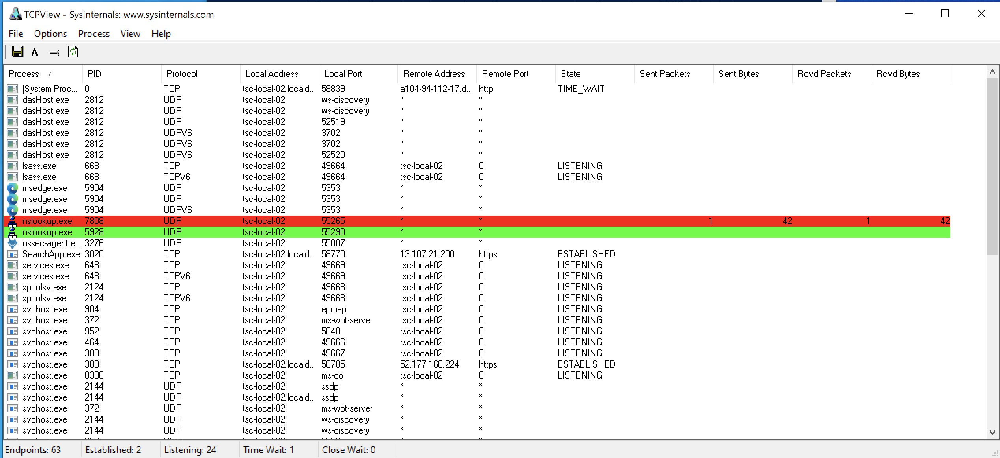 TCPView - Sysinternals: www.sysinternals.com
File Options Process View Help
A
Process / PID Protocol Local Address Local Port Remote Address Remote Port State Sent Packets Sent Bytes Rcvd Packets Rcvd Bytes
[System Proc... 0 TCP tsc-local-02.locald... 58839 a104-94-112-17.d... http TIME_WAIT
dasHost.exe 2812 UDP tsc-local-02 ws-discovery * *
dasHost.exe 2812 UDP tsc-local-02 ws-discovery * *
dasHost.exe 2812 UDP tsc-local-02 52519 * *
dasHost.exe 2812 UDPV6 tsc-local-02 3702 * *
dasHost.exe 2812 UDPV6 tsc-local-02 3702 * *
dasHost.exe 2812 UDPV6 tsc-local-02 52520 * *
lsass.exe 668 TCP tsc-local-02 49664 tsc-local-02 0 LISTENING
lsass.exe 668 TCPV6 tsc-local-02 49664 tsc-local-02 0 LISTENING
msedge.exe 5904 UDP tsc-local-02 5353 * *
msedge.exe 5904 UDP tsc-local-02 5353 * *
msedge.exe 5904 UDPV6 tsc-local-02 5353 * *
nslookup.exe 7808 UDP tsc-local-02 55265 * * 1 42 1 42
nslookup.exe 5928 UDP tsc-local-02 55290 * *
ossec-agent.e... 3276 UDP tsc-local-02 55007 * *
SearchApp.exe 3020 TCP tsc-local-02.locald... 58770 13.107.21.200 https ESTABLISHED
services.exe 648 TCP tsc-local-02 49669 tsc-local-02 0 LISTENING
services.exe 648 TCPV6 tsc-local-02 49669 tsc-local-02 0 LISTENING
spoolsv.exe 2124 TCP tsc-local-02 49668 tsc-local-02 0 LISTENING
spoolsv.exe 2124 TCPV6 tsc-local-02 49668 tsc-local-02 0 LISTENING
svchost.exe 904 TCP tsc-local-02 epmap tsc-local-02 0 LISTENING
svchost.exe 372 TCP tsc-local-02 ms-wbt-server tsc-local-02 0 LISTENING
svchost.exe 952 TCP tsc-local-02 5040 tsc-local-02 0 LISTENING
svchost.exe 464 TCP tsc-local-02 49666 tsc-local-02 0 LISTENING
svchost.exe 388 TCP tsc-local-02 49667 tsc-local-02 0 LISTENING
svchost.exe 388 TCP tsc-local-02.locald... 58785 52.177.166.224 https ESTABLISHED
svchost.exe 8380 TCP tsc-local-02 ms-do tsc-local-02 0 LISTENING
svchost.exe 2144 UDP tsc-local-02 ssdp * *
svchost.exe 2144 UDP tsc-local-02.locald... ssdp * *
svchost.exe 372 UDP tsc-local-02 ms-wbt-server * *
svchost.exe 2144 UDP tsc-local-02 ws-discovery * *
svchost.exe 2144 UDP tsc-local-02 ws-discovery * *
Endpoints: 63 Established: 2 Listening: 24 Time Wait: 1 Close Wait: 0